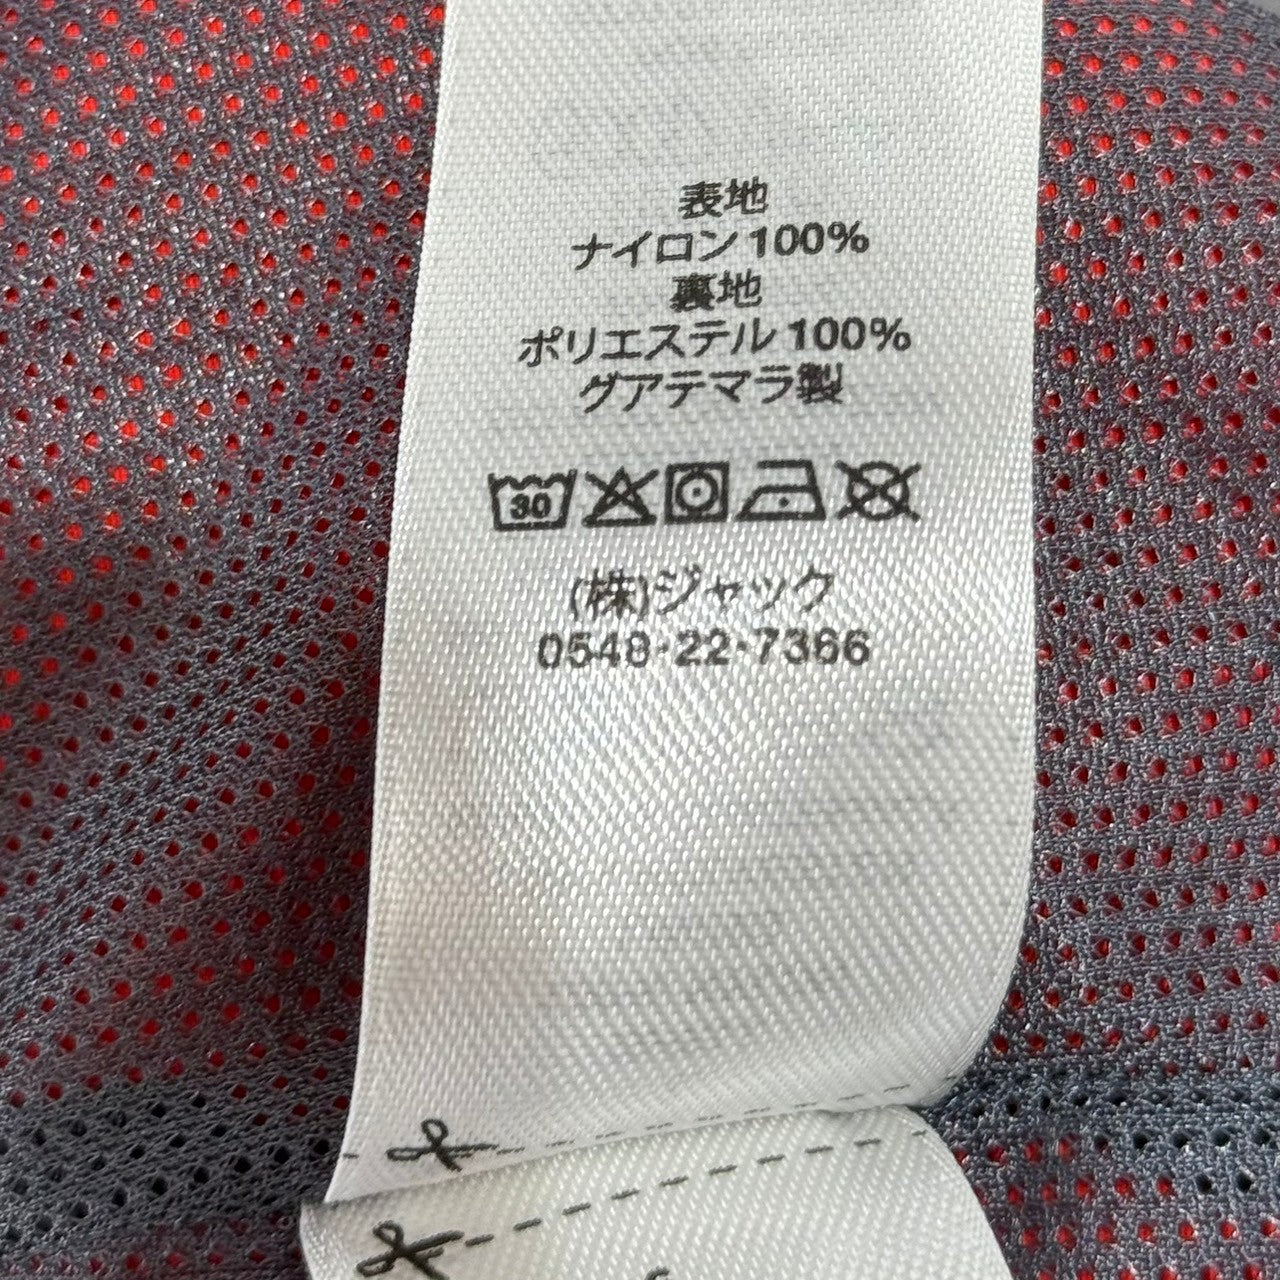 表地
ナイロン100%
裏地
ポリエステル100%
グアテマラ製
30
(株)ジャック
0548·22·7366